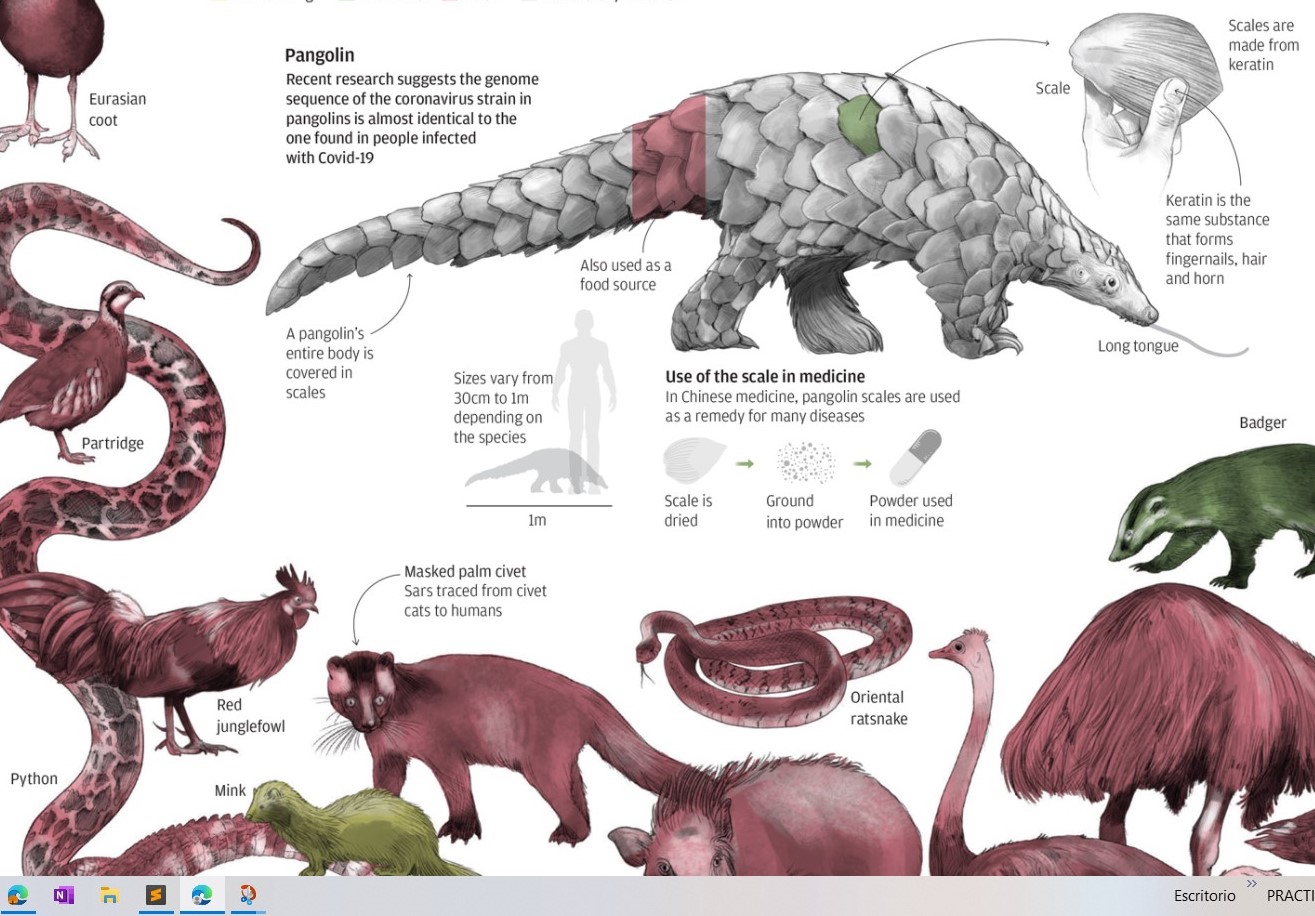 Pangolin
Recent research suggests the genome
sequence of the coronavirus strain in
pangolins is almost identical to the
one found in people infected
with Covid-19
Scales are
made from
keratin
Scale
Eurasian
coot
Keratin is the
same substance
that forms
fingernails, hair
and horn
Also used as a
food source
A pangolin's
entire body is
covered in
scales
Long tongue
Sizes vary from
30cm to 1m
depending on
the species
1m
Use of the scale in medicine
In Chinese medicine, pangolin scales are used
as a remedy for many diseases
Scale is
dried
Ground
into powder
Powder used
in medicine
Badger
Partridge
Masked palm civet
Sars traced from civet
cats to humans
Red
junglefowl
Oriental
ratsnake
Python
Mink
Escritorio
PRACTI